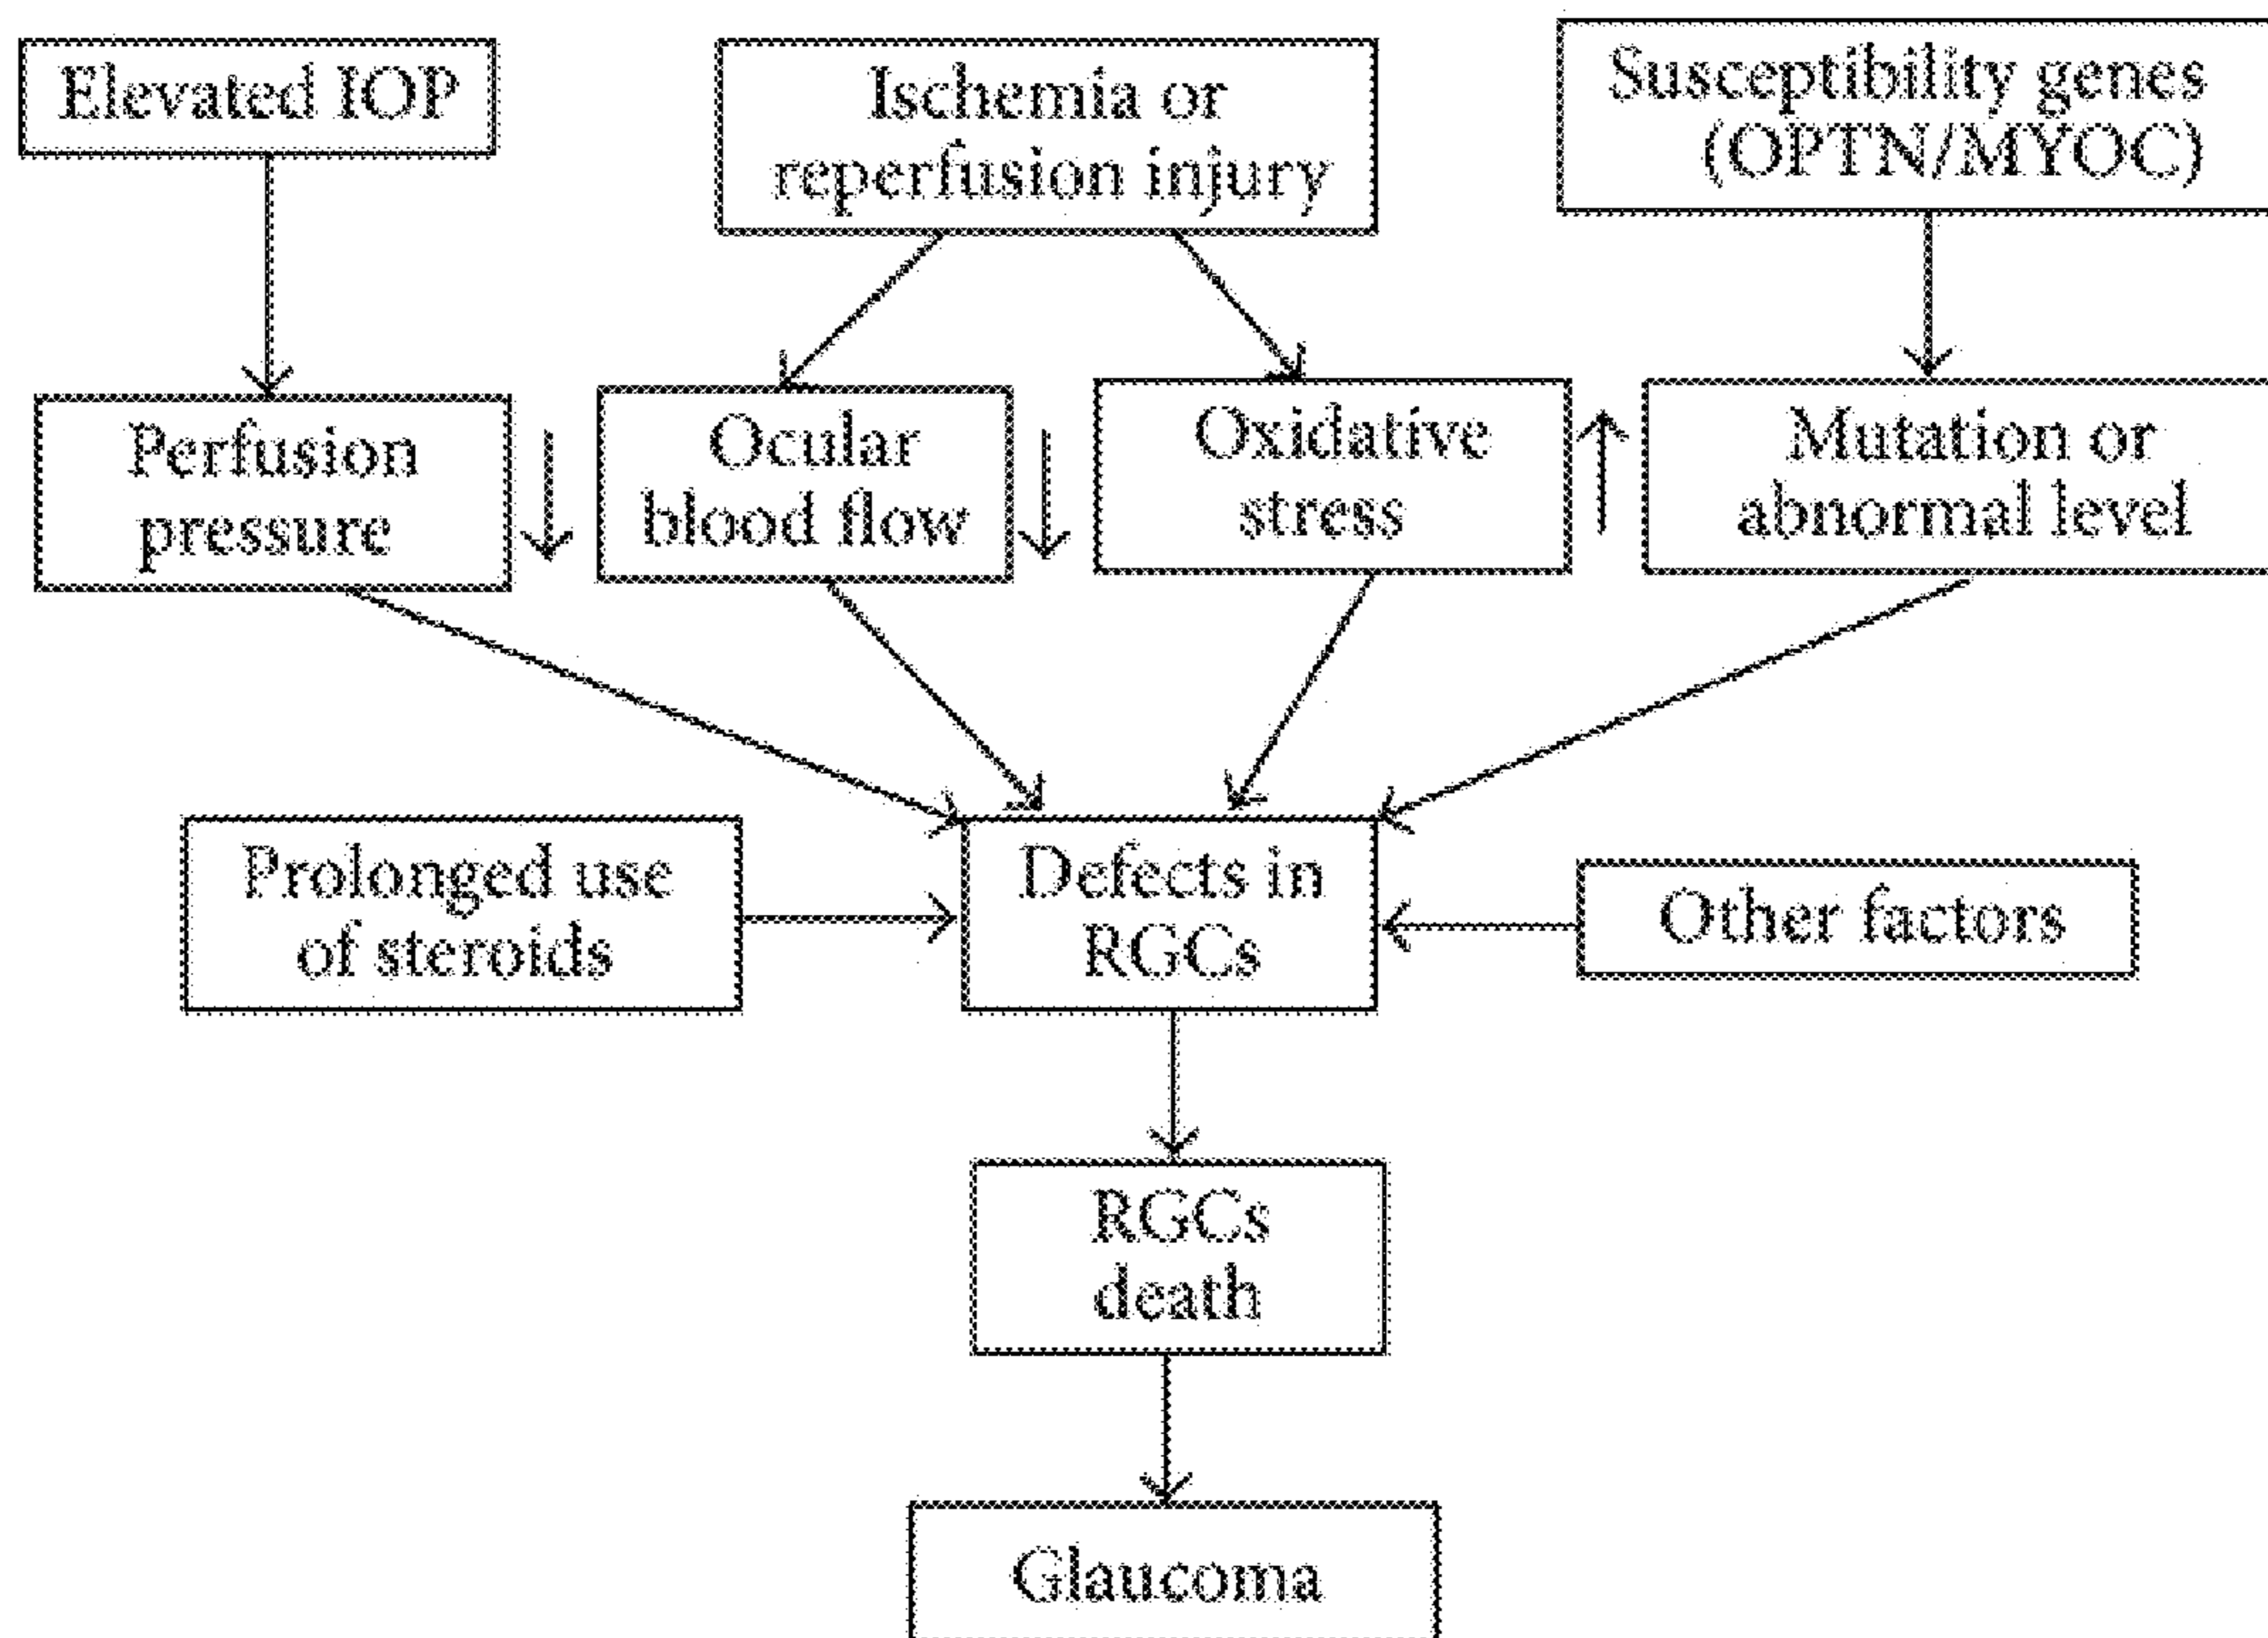 Elevated IOP
Ischemia or
reperfusion injury
Susceptibility genes
(OPTN/MYOC)
Perfusion
pressure
Ocular
blood flow
Oxidative
stress
Mutation or
abnormal level
Prolonged use
of steroids
Defects in
RGCs
Other factors
RGCs
death
Glaucoma